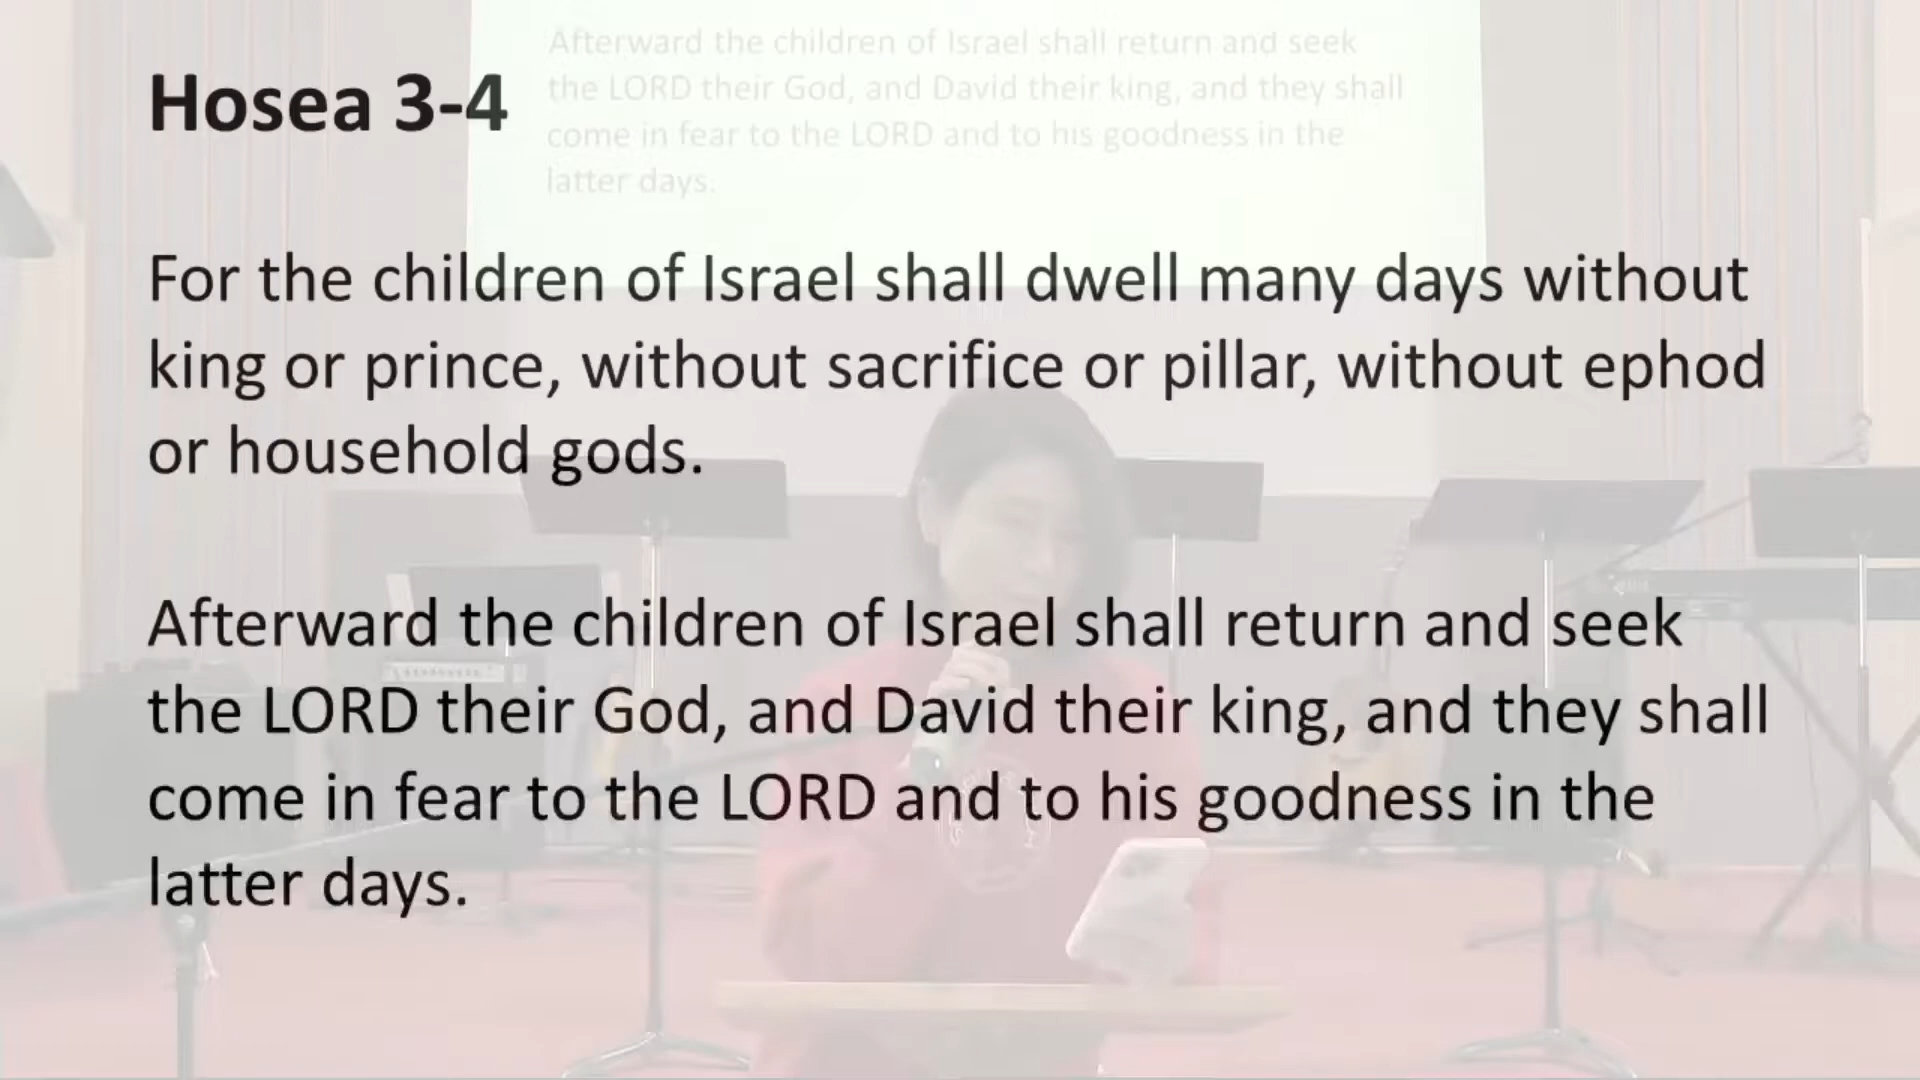 Hosea 3-4
For the children of Israel shall dwell many days without
king or prince, without sacrifice or pillar, without ephod
or household gods.
Afterward the children of Israel shall return and seek
the LORD their God, and David their king, and they shall
come in fear to the LORD and to his goodness in the
latter days.
Afterward the children of Israel shall return and seek
the LORD their God, and David their king, and they shall
come in fear to the LORD and to his goodness in the
latter days.